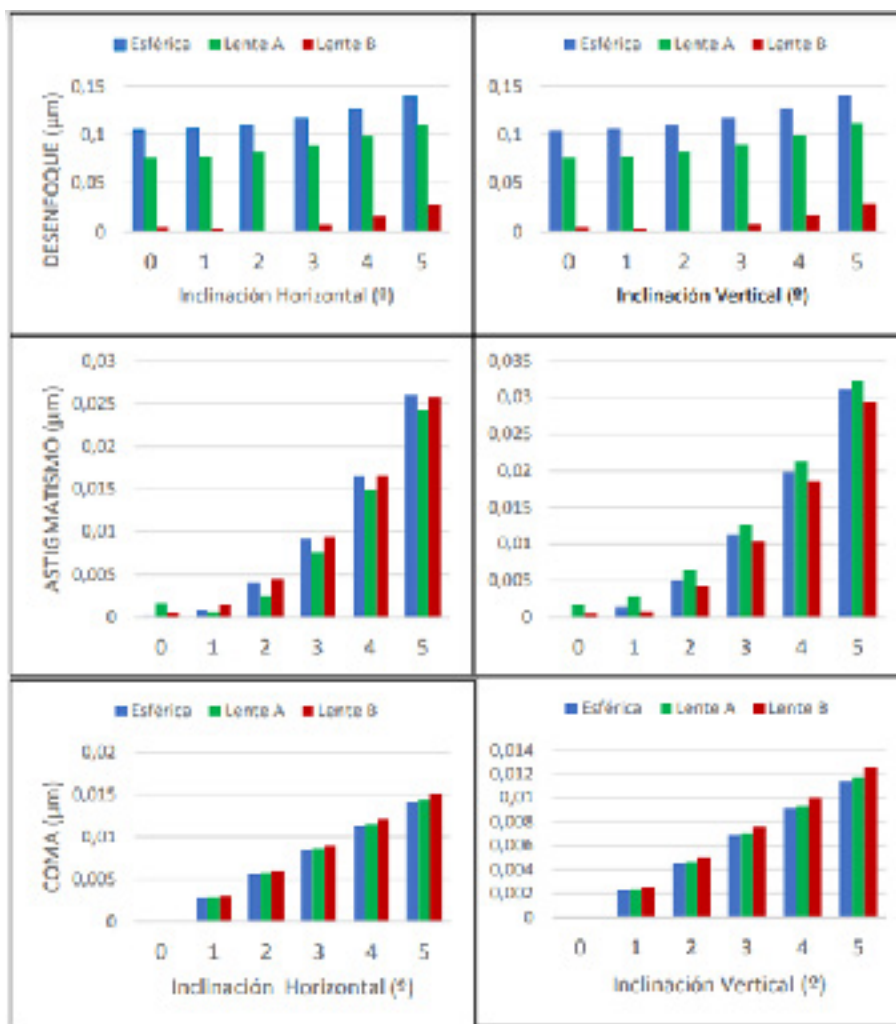 Esférica Lente A Lente B
DESENFOQUE (µm)
0,15
0,1
0,05
0
0 1 2 3 4 5
Inclinación Horizontal (º)
Esférica Lente A Lente B
0,15
0,1
0,05
0
0 1 2 3 4 5
Inclinación Vertical (º)
ASTIGMATISMO (µm)
0,03
0,025
0,02
0,015
0,01
0,005
0
0 1 2 3 4 5
0,035
0,03
0,025
0,02
0,015
0,01
0,005
0
0 1 2 3 4 5
Esférica Lente A Lente B
COMA (µm)
0,02
0,015
0,01
0,005
0
0 1 2 3 4 5
Inclinación Horizontal (º)
Esférica Lente A Lente B
0,014
0,012
0,01
0,008
0,006
0,004
0,002
0
0 1 2 3 4 5
Inclinación Vertical (º)